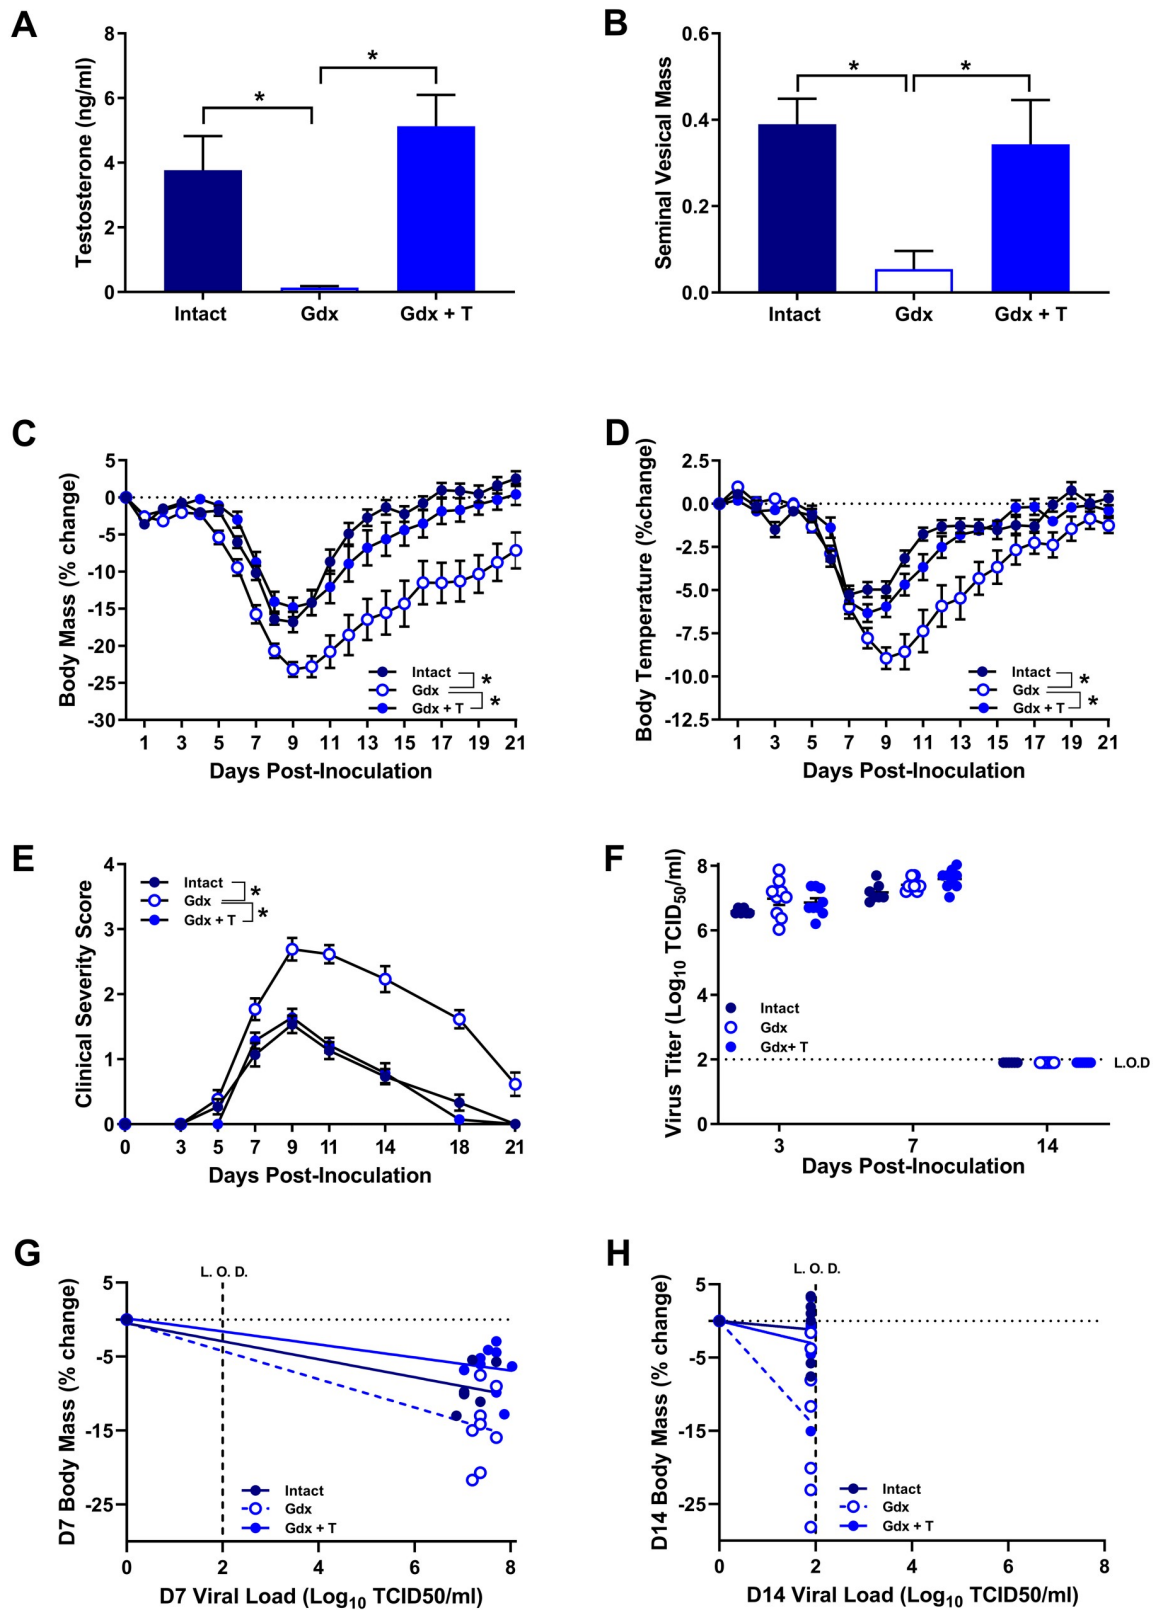 A
Testosterone (ng/ml)
8
6
4
2
0
*
*
Intact Gdx Gdx + T
B
Seminal Vesical Mass
0.6
0.4
0.2
0.0
*
*
Intact Gdx Gdx + T
C
Body Mass (% change)
5
0
-5
-10
-15
-20
-25
-30
Intact
Gdx
Gdx + T
*
*
1 3 5 7 9 11 13 15 17 19 21
Days Post-Inoculation
D
Body Temperature (%change)
2.5
0.0
-2.5
-5.0
-7.5
-10.0
-12.5
Intact
Gdx
Gdx + T
*
*
1 3 5 7 9 11 13 15 17 19 21
Days Post-Inoculation
E
Clinical Severity Score
4
3
2
1
0
Intact
Gdx
Gdx + T
*
*
0 3 5 7 9 11 14 18 21
Days Post-Inoculation
F
Virus Titer (Log10 TCID50/ml)
8
6
4
2
0
Intact
Gdx
Gdx+ T
L.O.D
3 7 14
Days Post-Inoculation
G
D7 Body Mass (% change)
L. O. D.
5
-5
-15
-25
Intact
Gdx
Gdx + T
0 2 4 6 8
D7 Viral Load (Log10 TCID50/ml)
H
D14 Body Mass (% change)
L. O. D.
5
-5
-15
-25
Intact
Gdx
Gdx + T
0 2 4 6 8
D14 Viral Load (Log10 TCID50/ml)